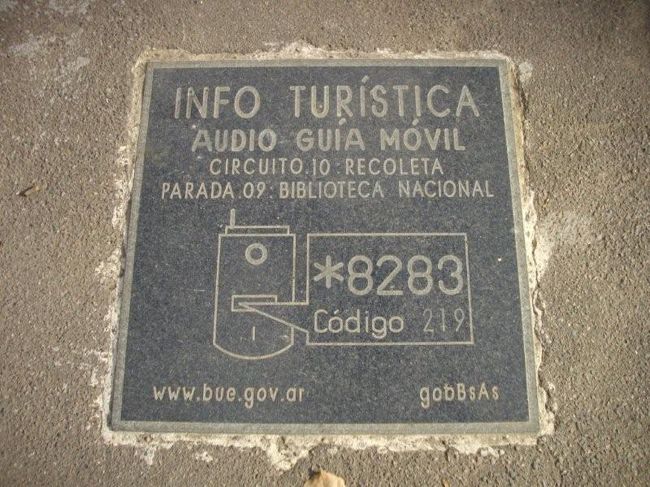 INFO TURÍSTICA
AUDIO GUÍA MÓVIL
CIRCUITO.10: RECOLETA
PARADA.09: BIBLIOTECA NACIONAL
*8283
Código 219
www.bue.gov.ar
gobBsAs